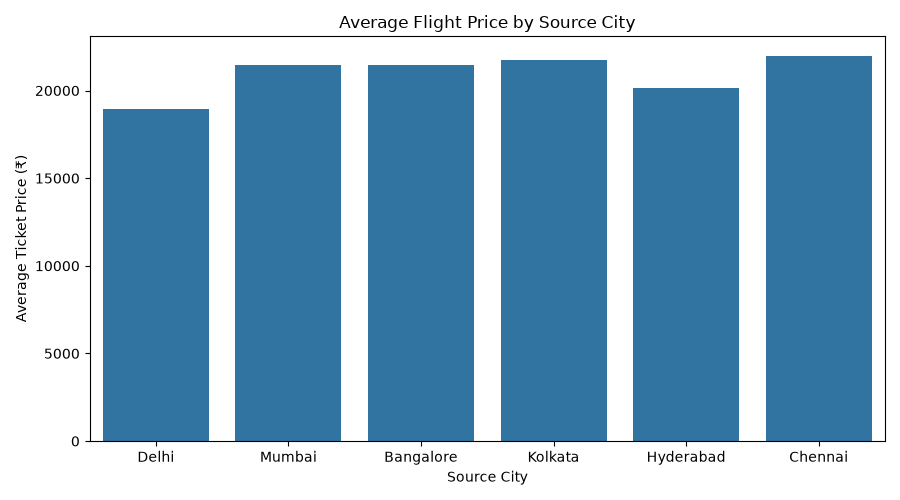 Average Flight Price by Source City
Average Ticket Price (₹)
20000
15000
10000
5000
0
Delhi Mumbai Bangalore Kolkata Hyderabad Chennai
Source City